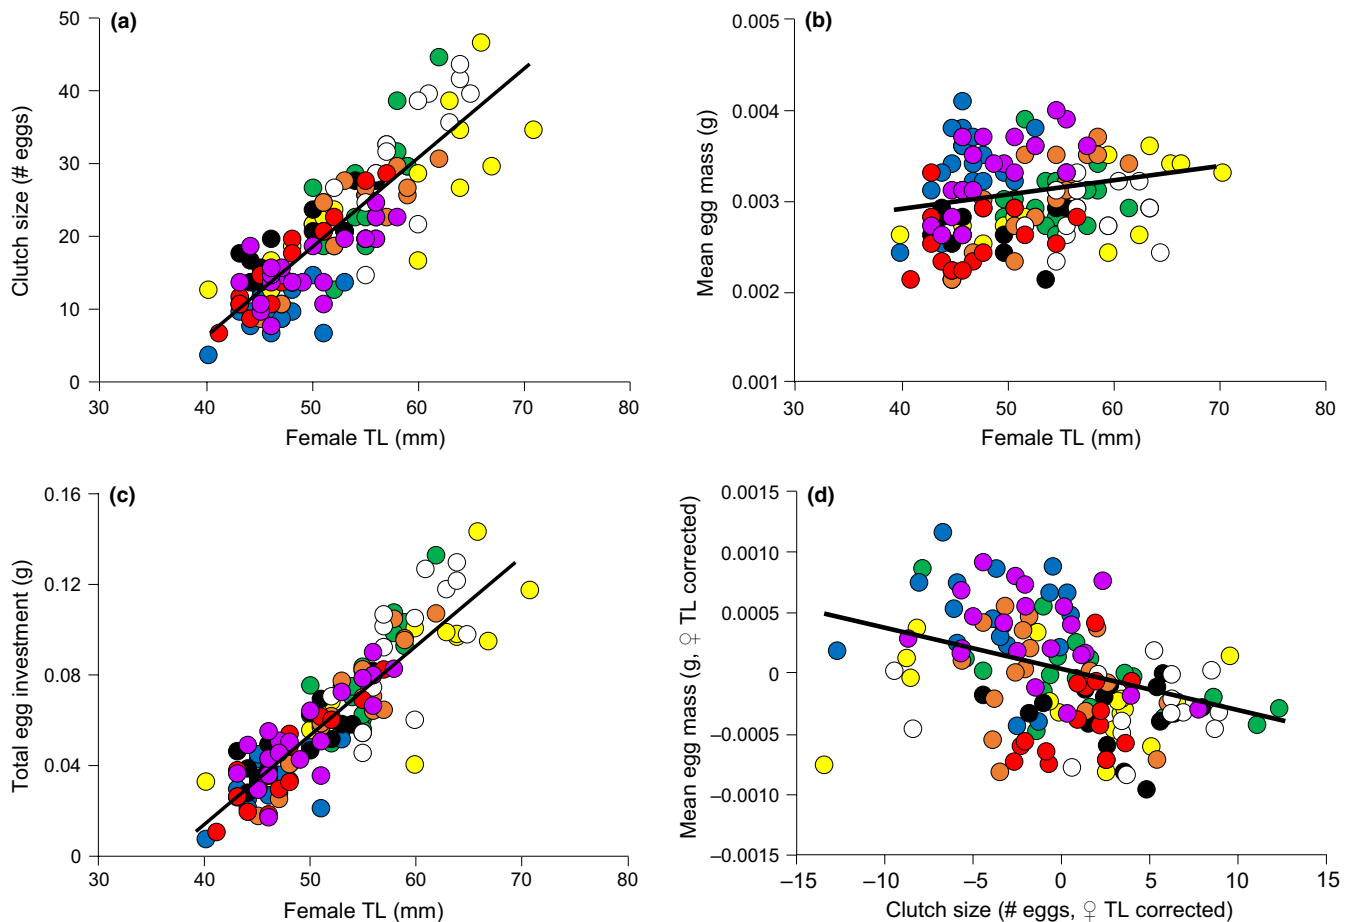 (a)
Clutch size (# eggs)
50
40
30
20
10
0
30 40 50 60 70 80
Female TL (mm)
(b)
Mean egg mass (g)
0.005
0.004
0.003
0.002
0.001
30 40 50 60 70 80
Female TL (mm)
(c)
Total egg investment (g)
0.16
0.12
0.08
0.04
0
30 40 50 60 70 80
Female TL (mm)
(d)
Mean egg mass (g, ♀ TL corrected)
0.0015
0.0010
0.0005
0
−0.00005
−0.0010
−0.0015
−15 −10 −5 0 5 10 15
Clutch size (# eggs, ♀ TL corrected)